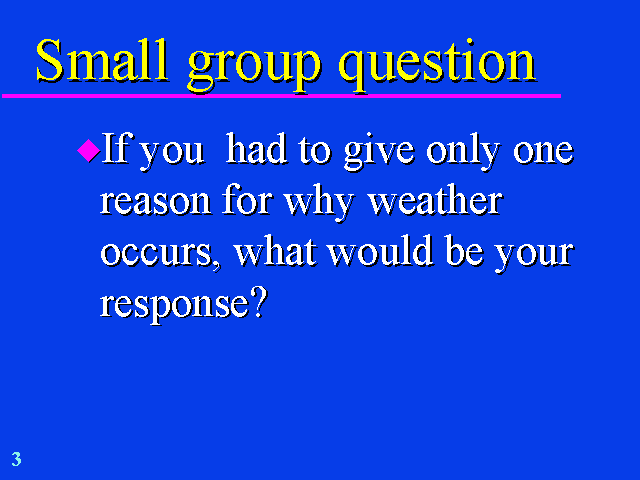 Small group question
If you  had to give only one
reason for why weather
occurs, what would be your
response?
3